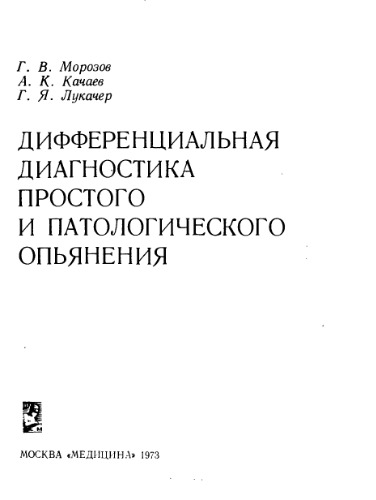 Г. В. Морозов
А. К. Качаев
Г. Я. Лукачер
ДИФФЕРЕНЦИАЛЬНАЯ
ДИАГНОСТИКА
ПРОСТОГО
И ПАТОЛОГИЧЕСКОГО
ОПЬЯНЕНИЯ
МОСКВА «МЕДИЦИНА» 1973